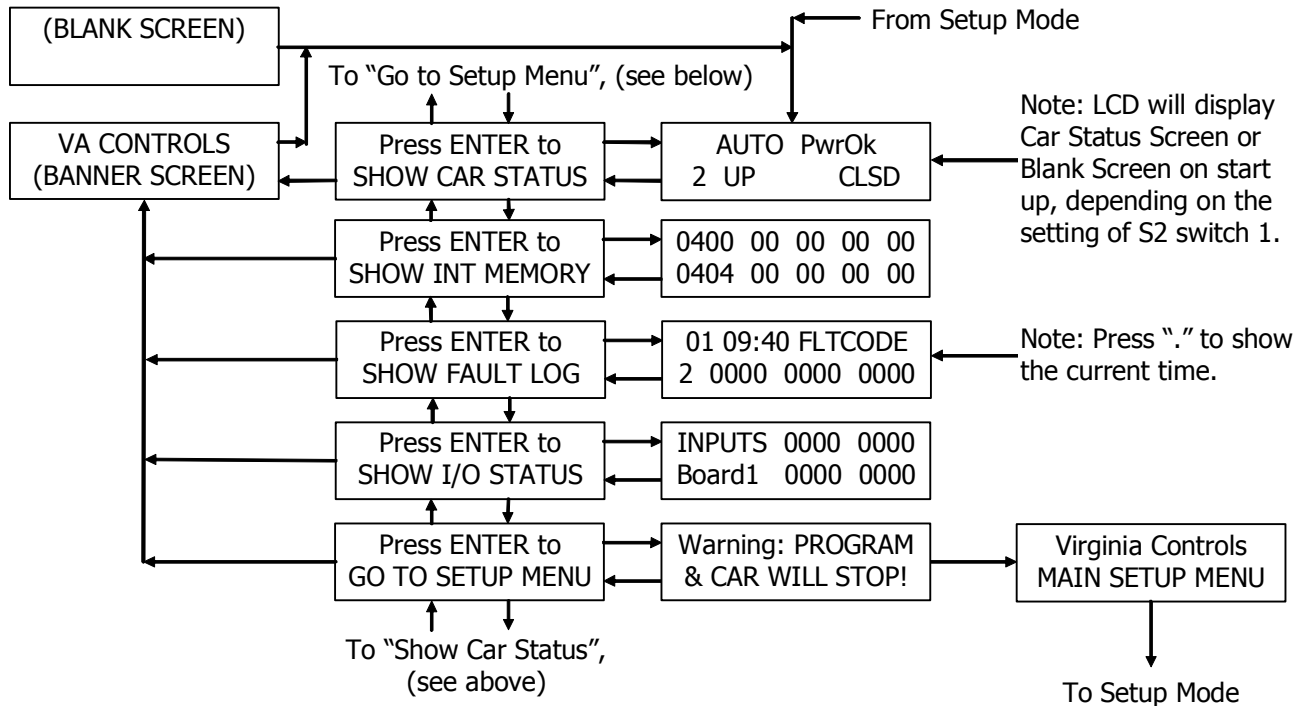 (BLANK SCREEN)
From Setup Mode
To “Go to Setup Menu”, (see below)
VA CONTROLS
(BANNER SCREEN)
Press ENTER to
SHOW CAR STATUS
AUTO PwrOk
2 UP CLSD
Note: LCD will display
Car Status Screen or
Blank Screen on start
up, depending on the
setting of S2 switch 1.
Press ENTER to
SHOW INT MEMORY
0400 00 00 00 00
0404 00 00 00 00
Press ENTER to
SHOW FAULT LOG
01 09:40 FLTCODE
2 0000 0000 0000
Note: Press “.” to show
the current time.
Press ENTER to
SHOW I/O STATUS
INPUTS 0000 0000
Board1 0000 0000
Press ENTER to
GO TO SETUP MENU
Warning: PROGRAM
& CAR WILL STOP!
Virginia Controls
MAIN SETUP MENU
To “Show Car Status”,
(see above)
To Setup Mode